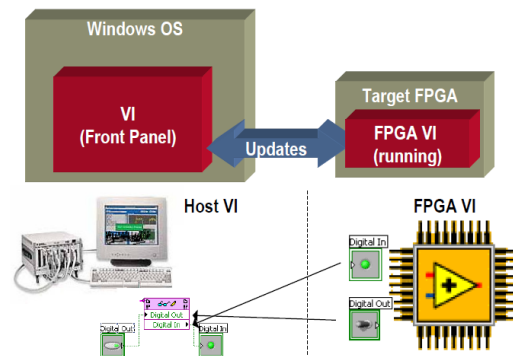 Windows OS
VI
(Front Panel)
Target FPGA
FPGA VI
(running)
Updates
Host VI
FPGA VI
Digital In
Digital Out
Digital Out
Digital In
Digital Out
Digital In